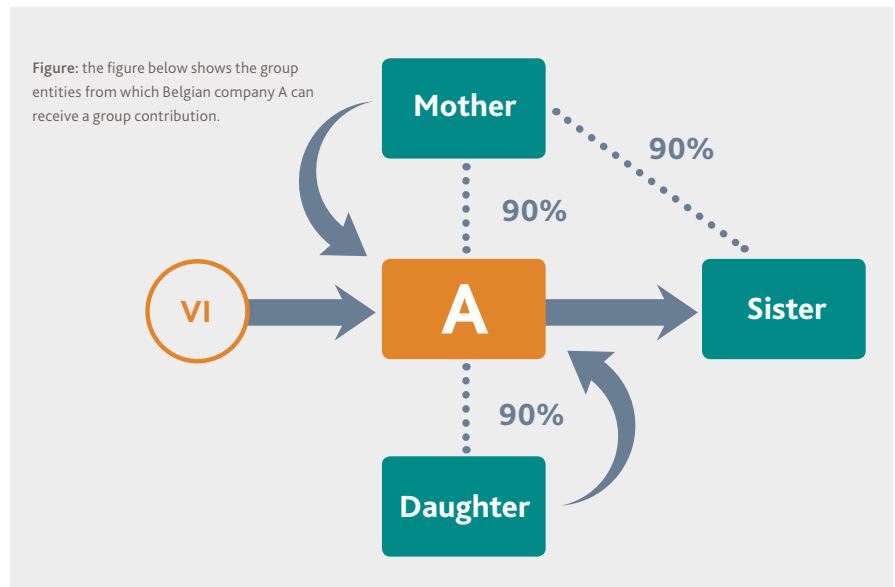 Figure: the figure below shows the group
entities from which Belgian company A can
receive a group contribution.
Mother
90%
90%
VI
A
Sister
90%
Daughter